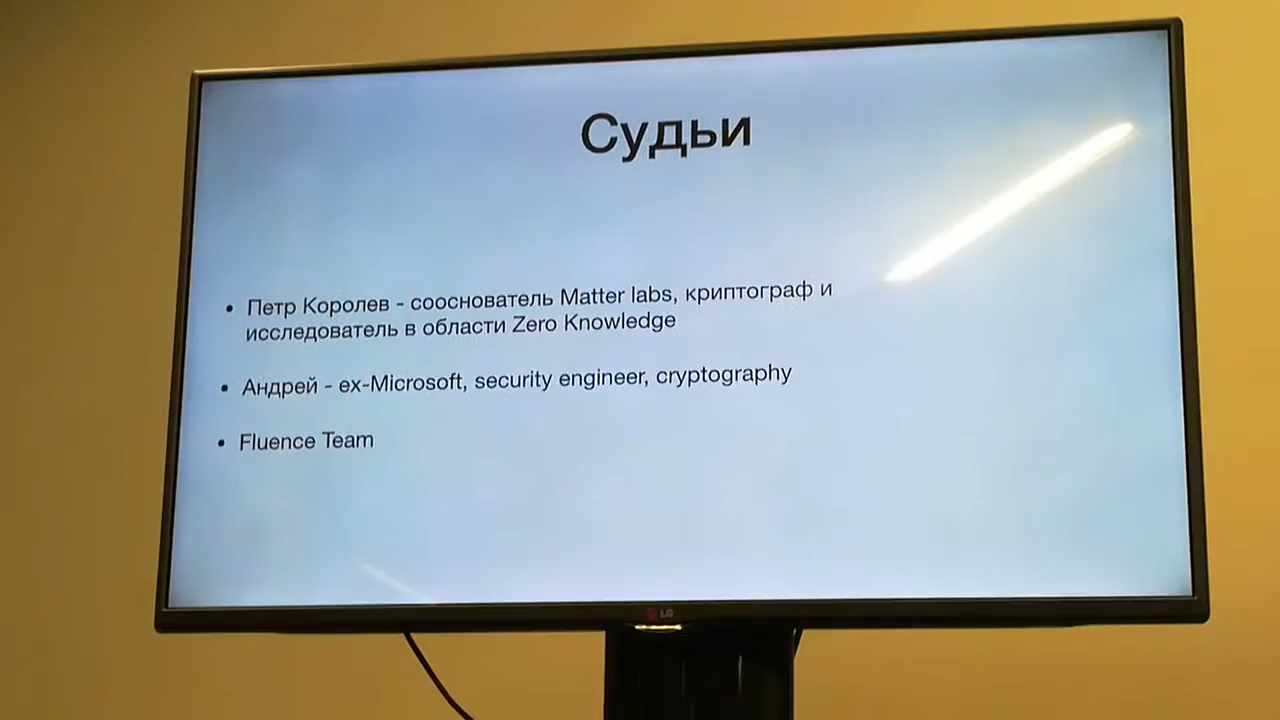 Судьи
• Петр Королев - сооснователь Matter labs, криптограф и
исследователь в области Zero Knowledge
• Андрей - ex-Microsoft, security engineer, cryptography
• Fluence Team
LG